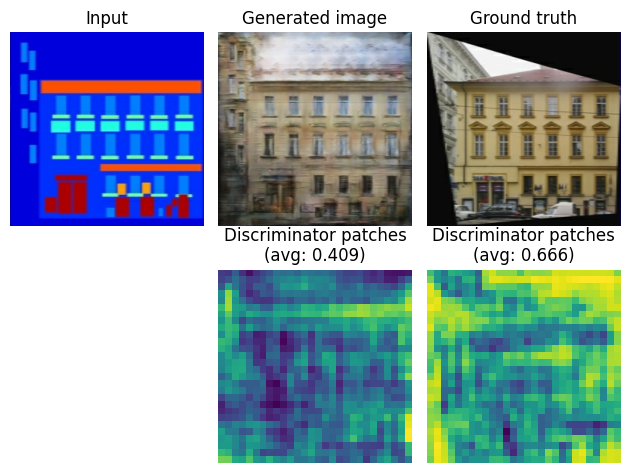 Input
Generated image
Ground truth
Discriminator patches
(avg: 0.409)
Discriminator patches
(avg: 0.666)